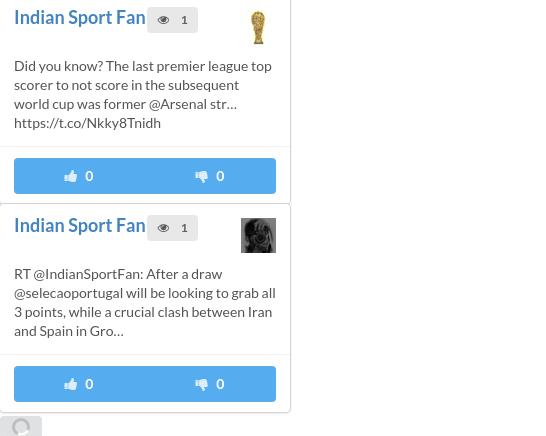 Indian Sport Fan 1
Did you know? The last premier league top
scorer to not score in the subsequent
world cup was former @Arsenal str…
https://t.co/Nkky8Tnidh
0 0
Indian Sport Fan 1
RT @IndianSportFan: After a draw
@selecaoportugal will be looking to grab all
3 points, while a crucial clash between Iran
and Spain in Gro…
0 0